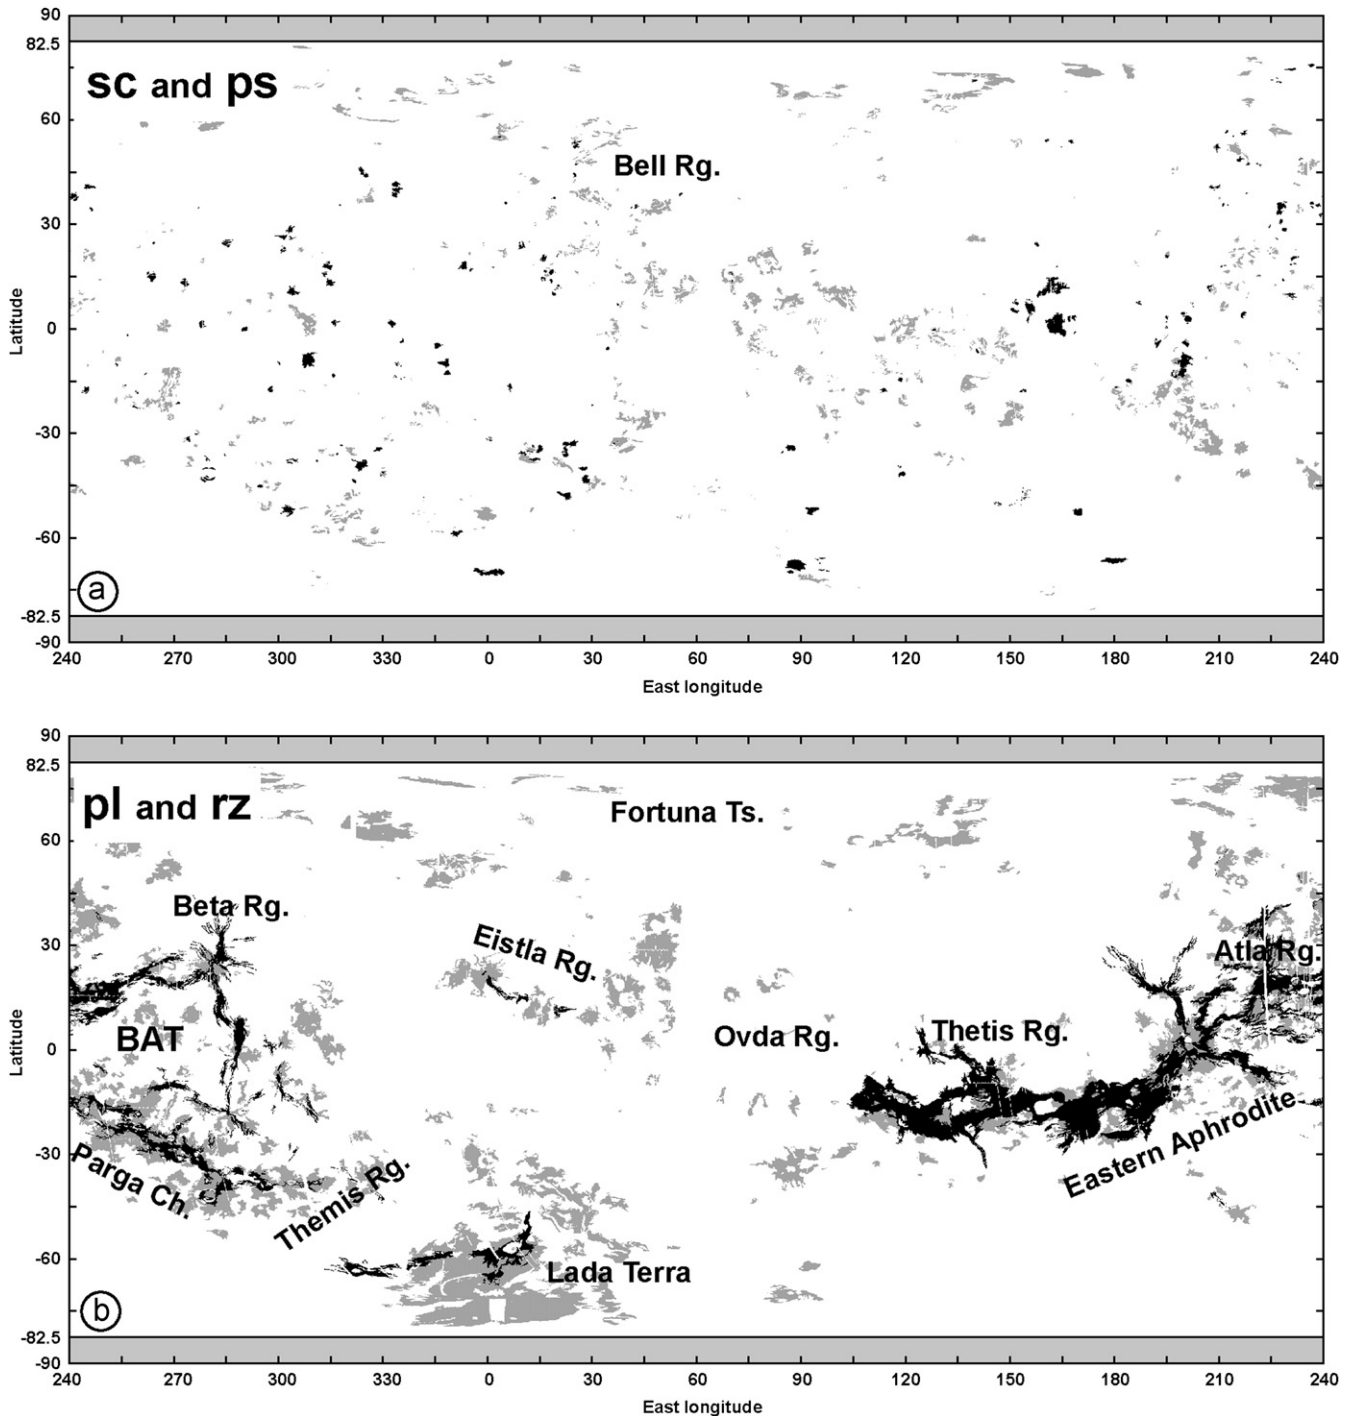 90
82.5
sc and ps
60
Bell Rg.
30
Latitude
0
-30
-60
a
-82.5
-90
240 270 300 330 0 30 60 90 120 150 180 210 240
East longitude
90
82.5
pl and rz
Fortuna Ts.
60
Beta Rg.
30
Eistla Rg.
Atla Rg.
Latitude
BAT
0
Ovda Rg.
Thetis Rg.
-30
Parga Ch.
Themis Rg.
Eastern Aphrodite
-60
Lada Terra
b
-82.5
-90
240 270 300 330 0 30 60 90 120 150 180 210 240
East longitude